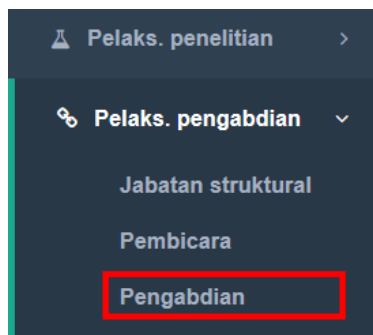 Pelaks. penelitian
Pelaks. pengabdian
Jabatan struktural
Pembicara
Pengabdian